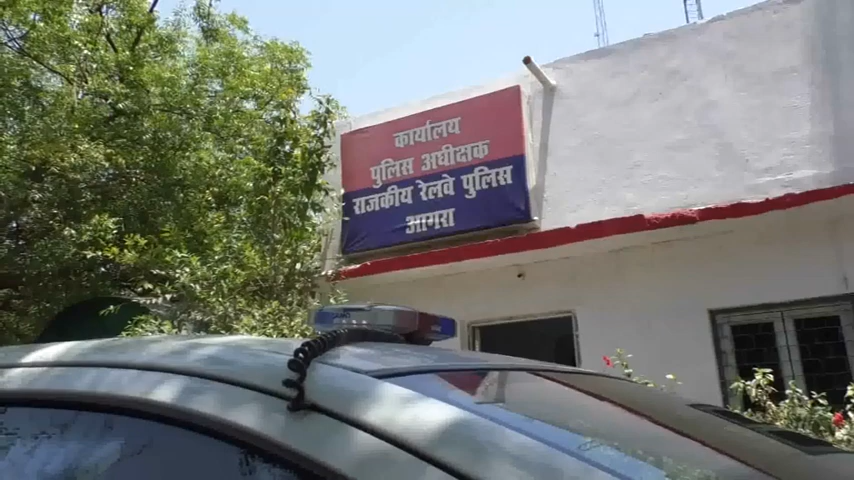 कार्यालय
पुलिस अधीक्षक
राजकीय रेलवे पुलिस
आगरा